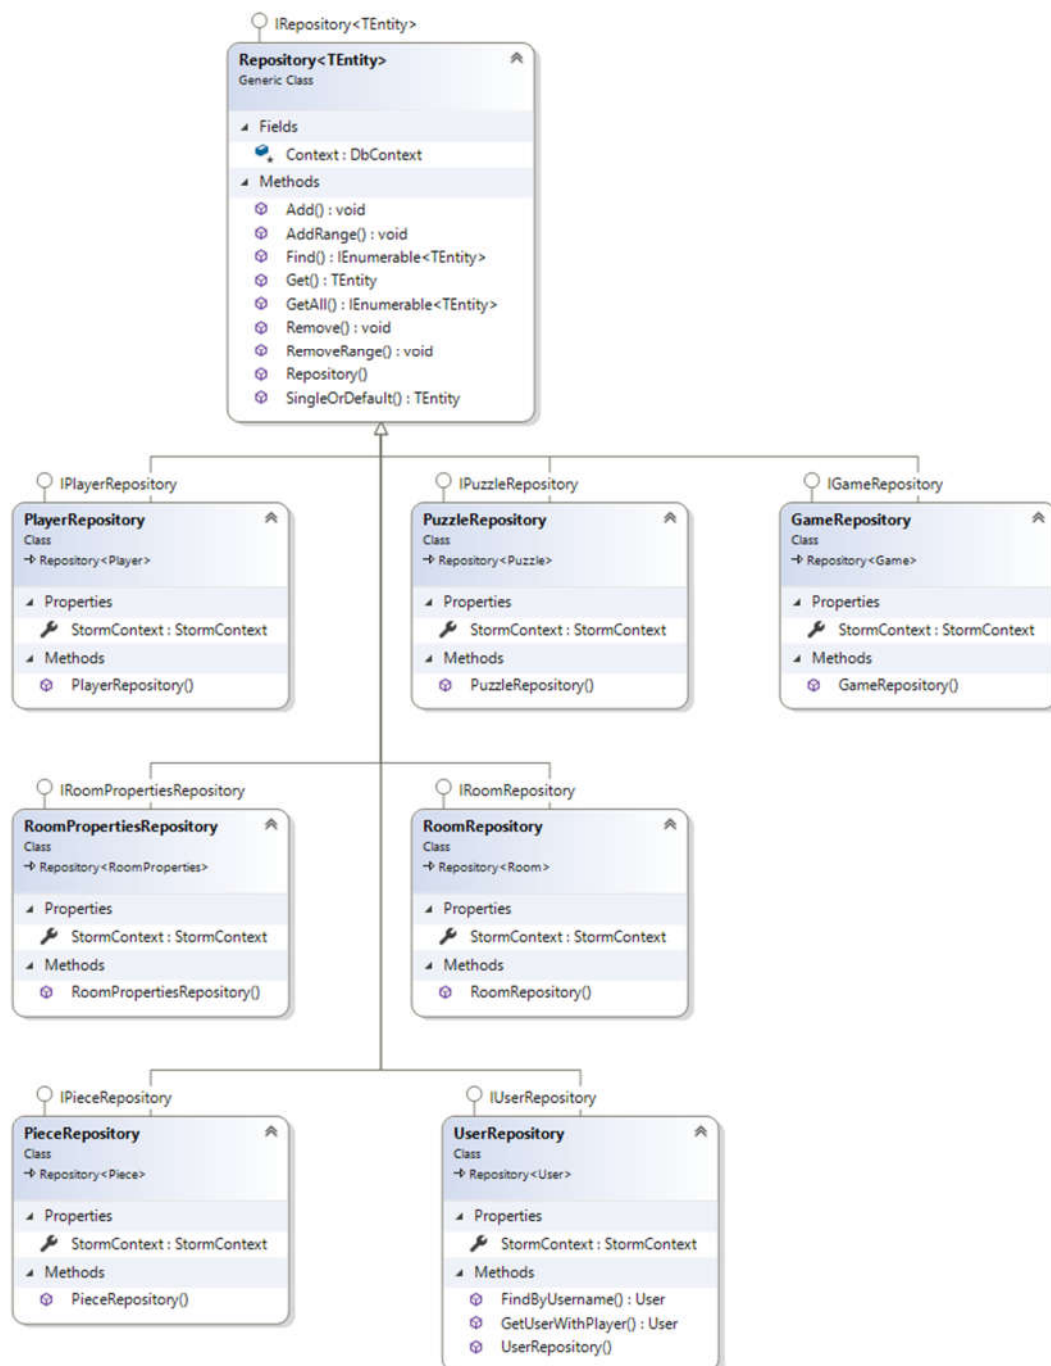 IRepository<TEntity>
Repository<TEntity>
Generic Class
Fields
Context : DbContext
Methods
Add() : void
AddRange() : void
Find() : IEnumerable<TEntity>
Get() : TEntity
GetAll() : IEnumerable<TEntity>
Remove() : void
RemoveRange() : void
Repository()
SingleOrDefault() : TEntity
IPlayerRepository
PlayerRepository
Class
Repository<Player>
Properties
StormContext : StormContext
Methods
PlayerRepository()
IPuzzleRepository
PuzzleRepository
Class
Repository<Puzzle>
Properties
StormContext : StormContext
Methods
PuzzleRepository()
IGameRepository
GameRepository
Class
Repository<Game>
Properties
StormContext : StormContext
Methods
GameRepository()
IRoomPropertiesRepository
RoomPropertiesRepository
Class
Repository<RoomProperties>
Properties
StormContext : StormContext
Methods
RoomPropertiesRepository()
IRoomRepository
RoomRepository
Class
Repository<Room>
Properties
StormContext : StormContext
Methods
RoomRepository()
IPieceRepository
PieceRepository
Class
Repository<Piece>
Properties
StormContext : StormContext
Methods
PieceRepository()
IUserRepository
UserRepository
Class
Repository<User>
Properties
StormContext : StormContext
Methods
FindByUsername() : User
GetUserWithPlayer() : User
UserRepository()